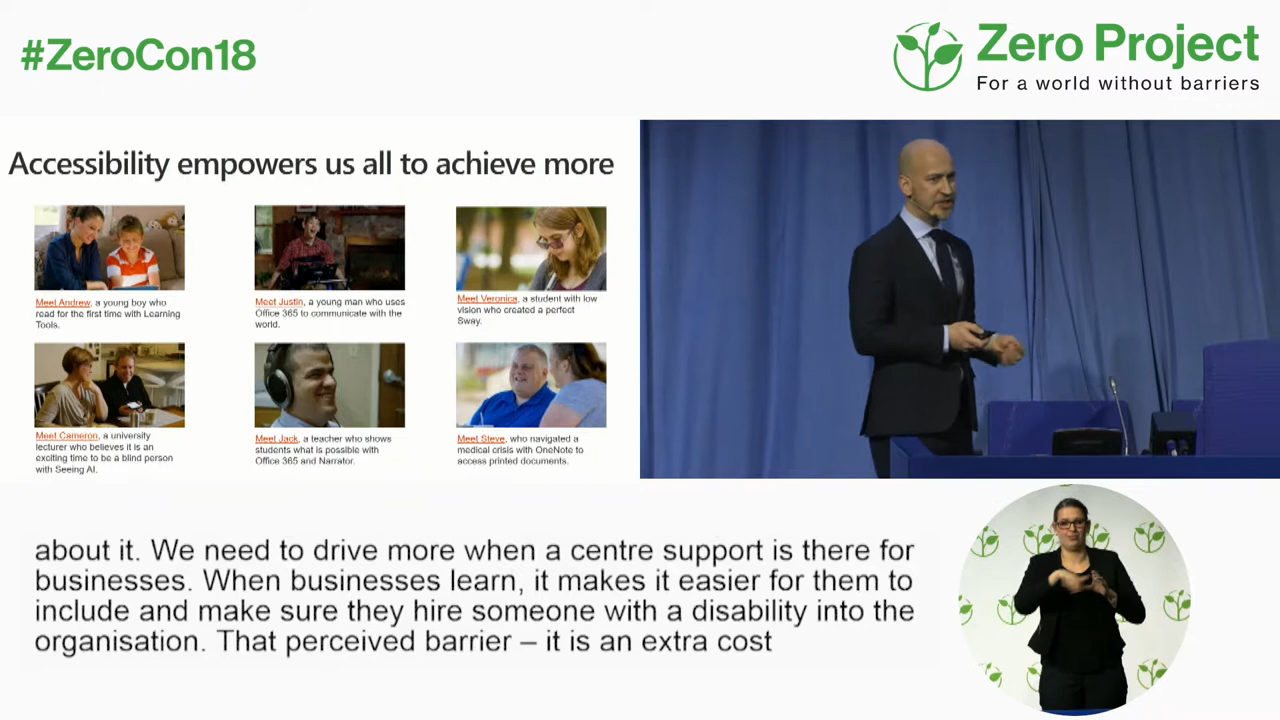 #ZeroCon18
Zero Project
For a world without barriers
Accessibility empowers us all to achieve more
Meet Andrew, a young boy who
read for the first time with Learning
Tools.
Meet Justin, a young man who uses
Office 365 to communicate with the
world.
Meet Veronica, a student with low
vision who created a perfect
Sway.
Meet Cameron, a university
lecturer who believes it is an
exciting time to be a blind person
with Seeing AI.
Meet Jack, a teacher who shows
students what is possible with
Office 365 and Narrator.
Meet Steve, who navigated a
medical crisis with OneNote to
access printed documents.
about it. We need to drive more when a centre support is there for
businesses. When businesses learn, it makes it easier for them to
include and make sure they hire someone with a disability into the
organisation. That perceived barrier – it is an extra cost